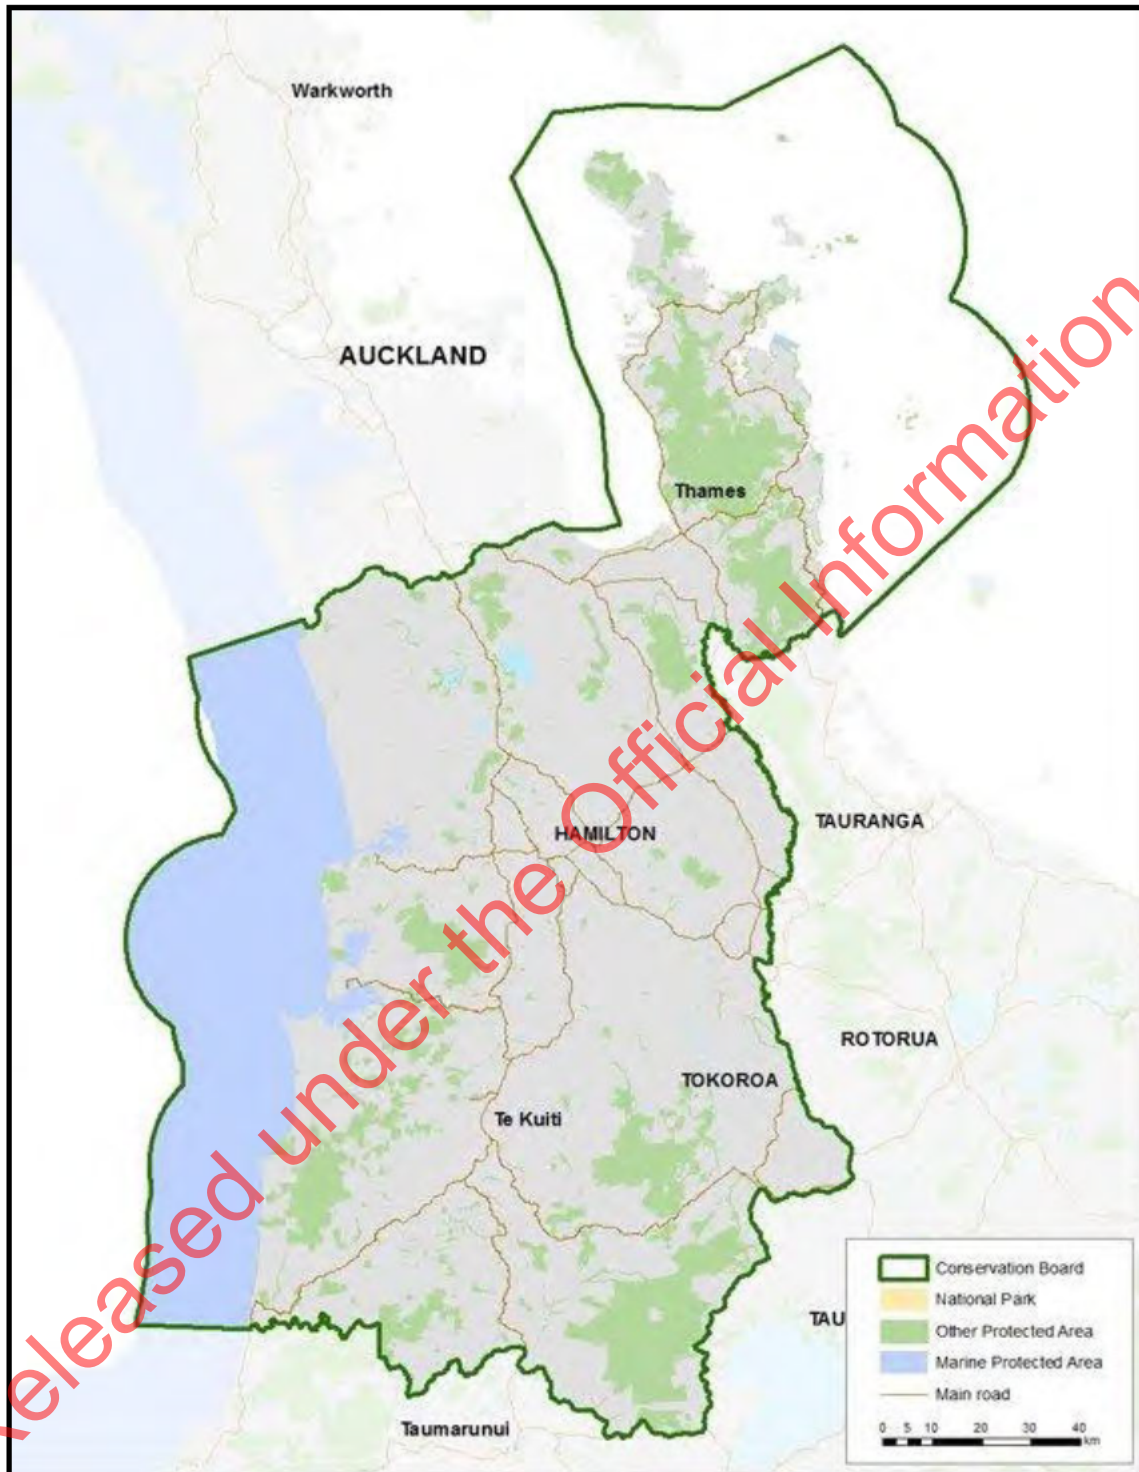 Warkworth
AUCKLAND
Thames
HAMILTON
TAURANGA
ROTORUA
TOKOROA
Te Kuiti
TAU
Taumarunui
Conservation Board
National Park
Other Protected Area
Marine Protected Area
Main road
0 5 10 20 30 40
km
Released under the Official Information